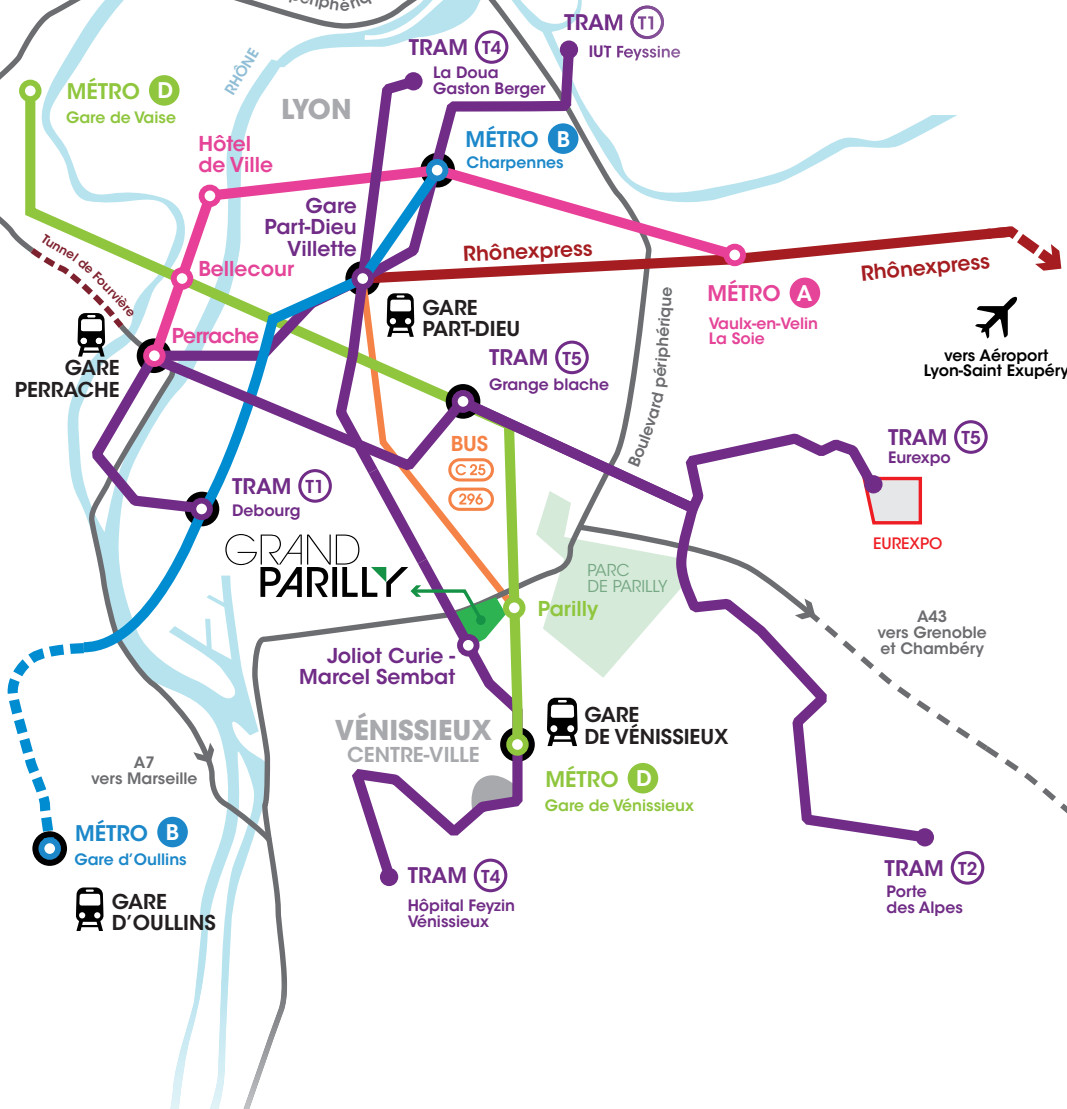 périphériq
TRAM T1
IUT Feyssine
TRAM T4
La Doua
Gaston Berger
RHÔNE
MÉTRO D
Gare de Vaise
LYON
Hôtel
de Ville
MÉTRO B
Charpennes
Gare
Part-Dieu
Villette
Rhônexpress
Rhônexpress
Tunnel de Fourvière
Bellecour
MÉTRO A
Vaulx-en-Velin
La Soie
GARE
PART-DIEU
Perrache
GARE
PERRACHE
vers Aéroport
Lyon-Saint Exupéry
TRAM T5
Grange blache
Boulevard périphérique
BUS
C 25
296
TRAM T5
Eurexpo
EUREXPO
TRAM T1
Debourg
GRAND
PARILLY
PARC
DE PARILLY
Parilly
A43
vers Grenoble
et Chambéry
Joliot Curie -
Marcel Sembat
VÉNISSIEUX
CENTRE-VILLE
GARE
DE VÉNISSIEUX
A7
vers Marseille
MÉTRO D
Gare de Vénissieux
MÉTRO B
Gare d'Oullins
GARE
D'OULLINS
TRAM T4
Hôpital Feyzin
Vénissieux
TRAM T2
Porte
des Alpes